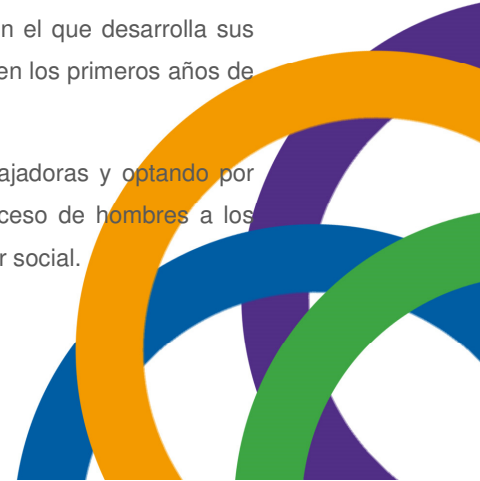 n el que desarrolla sus
en los primeros años de
ajadoras y optando por
ceso de hombres a los
r social.